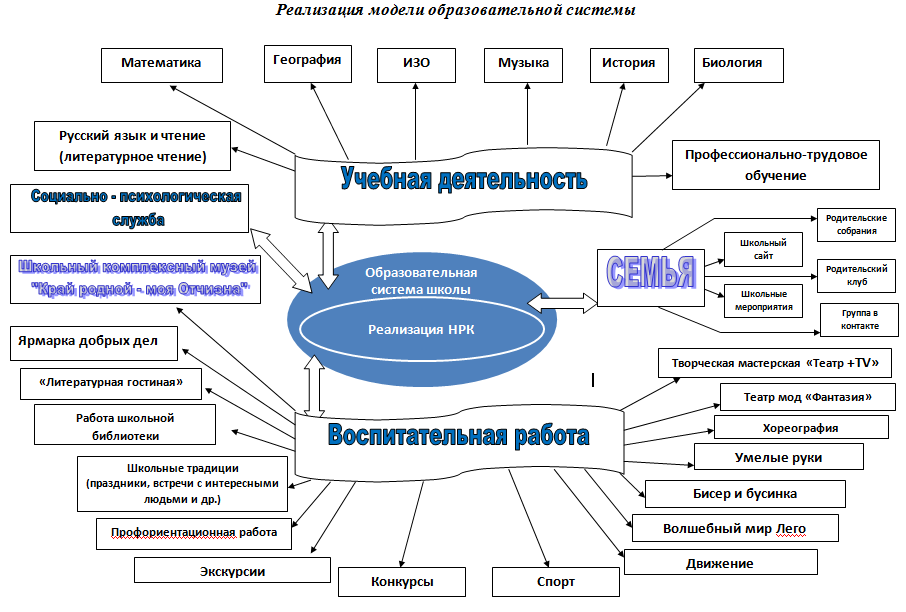 Реализация модели образовательной системы
Математика
География
ИЗО
Музыка
История
Биология
Русский язык и чтение
(литературное чтение)
Учебная деятельность
Профессионально-трудовое
обучение
Социально - психологическая
служба
Школьный комплексный музей
"Край родной - моя Отчиана"
Образовательная
система школы
Реализация НРК
СЕМЬЯ
Родительские
собрания
Школьный
сайт
Родительский
клуб
Школьные
мероприятия
Группа в
контакте
Ярмарка добрых дел
«Литературная гостиная»
Работа школьной
библиотеки
Школьные традиции
(праздники, встречи с интересными
людьми и др.)
Профориентационная работа
Экскурсии
Воспитательная работа
Творческая мастерская «Театр +TV»
Театр мод «Фантазия»
Хореография
Умелые руки
Бисер и бусинка
Волшебный мир Лего
Движение
Конкурсы
Спорт